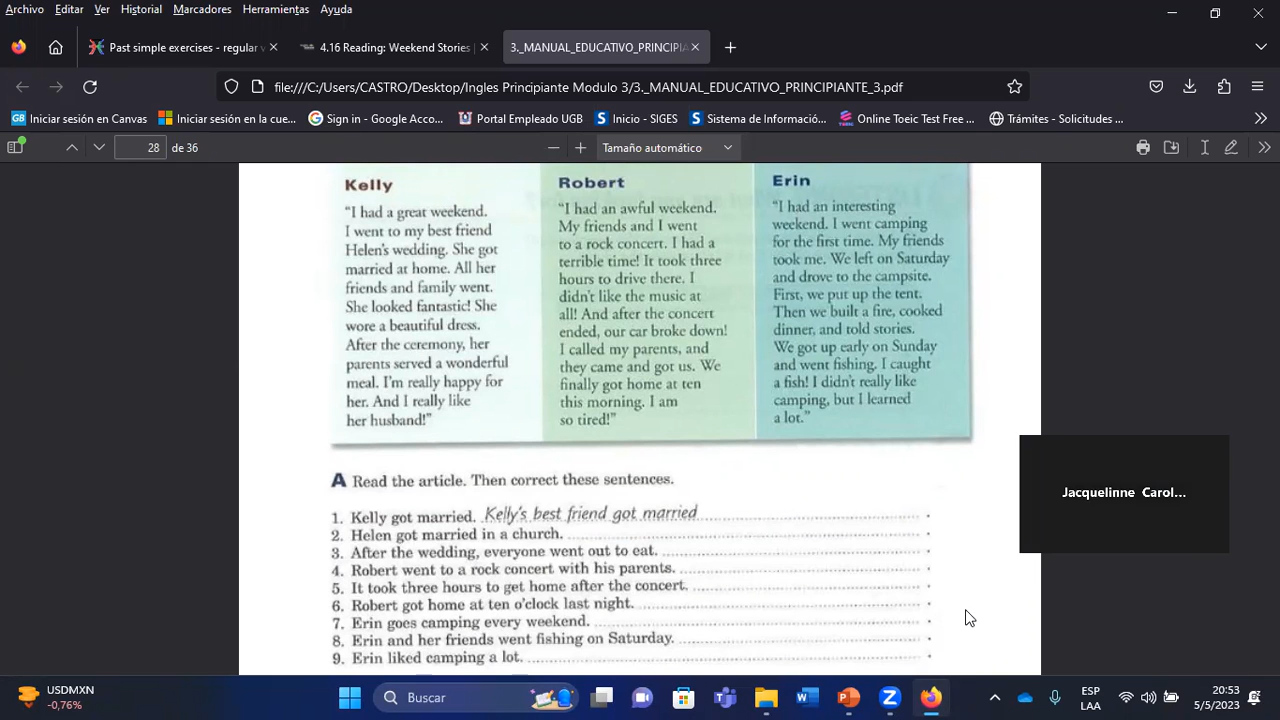 Archivo Editar Ver Historial Marcadores Herramientas Ayuda
Past simple exercises - regular v
4.16 Reading: Weekend Stories |
3._MANUAL_EDUCATIVO_PRINCIPIA
file:///C:/Users/CASTRO/Desktop/Ingles Principiante Modulo 3/3._MANUAL_EDUCATIVO_PRINCIPIANTE_3.pdf
GB Iniciar sesión en Canvas
Iniciar sesión en la cue...
Sign in - Google Acco...
Portal Empleado UGB
S Inicio - SIGES
S Sistema de Informació...
Online Toeic Test Free ...
Trámites - Solicitudes ...
28 de 36
Tamaño automático
Kelly
"I had a great weekend.
I went to my best friend
Helen's wedding. She got
married at home. All her
friends and family went.
She looked fantastic! She
wore a beautiful dress.
After the ceremony, her
parents served a wonderful
meal. I'm really happy for
her. And I really like
her husband!"
Robert
"I had an awful weekend.
My friends and I went
to a rock concert. I had a
terrible time! It took three
hours to drive there. I
didn't like the music at
all! And after the concert
ended, our car broke down!
I called my parents, and
they came and got us. We
finally got home at ten
this morning. I am
so tired!"
Erin
"I had an interesting
weekend. I went camping
for the first time. My friends
took me. We left on Saturday
and drove to the campsite.
First, we put up the tent.
Then we built a fire, cooked
dinner, and told stories.
We got up early on Sunday
and went fishing. I caught
a fish! I didn't really like
camping, but I learned
a lot."
A Read the article. Then correct these sentences.
1. Kelly got married. Kelly's best friend got married
2. Helen got married in a church.
3. After the wedding, everyone went out to eat.
4. Robert went to a rock concert with his parents.
5. It took three hours to get home after the concert.
6. Robert got home at ten o'clock last night.
7. Erin goes camping every weekend.
8. Erin and her friends went fishing on Saturday.
9. Erin liked camping a lot.
Jacquelinne Carol...
USDMXN
-0,78%
Buscar
ESP
LAA
20:53
5/5/2023